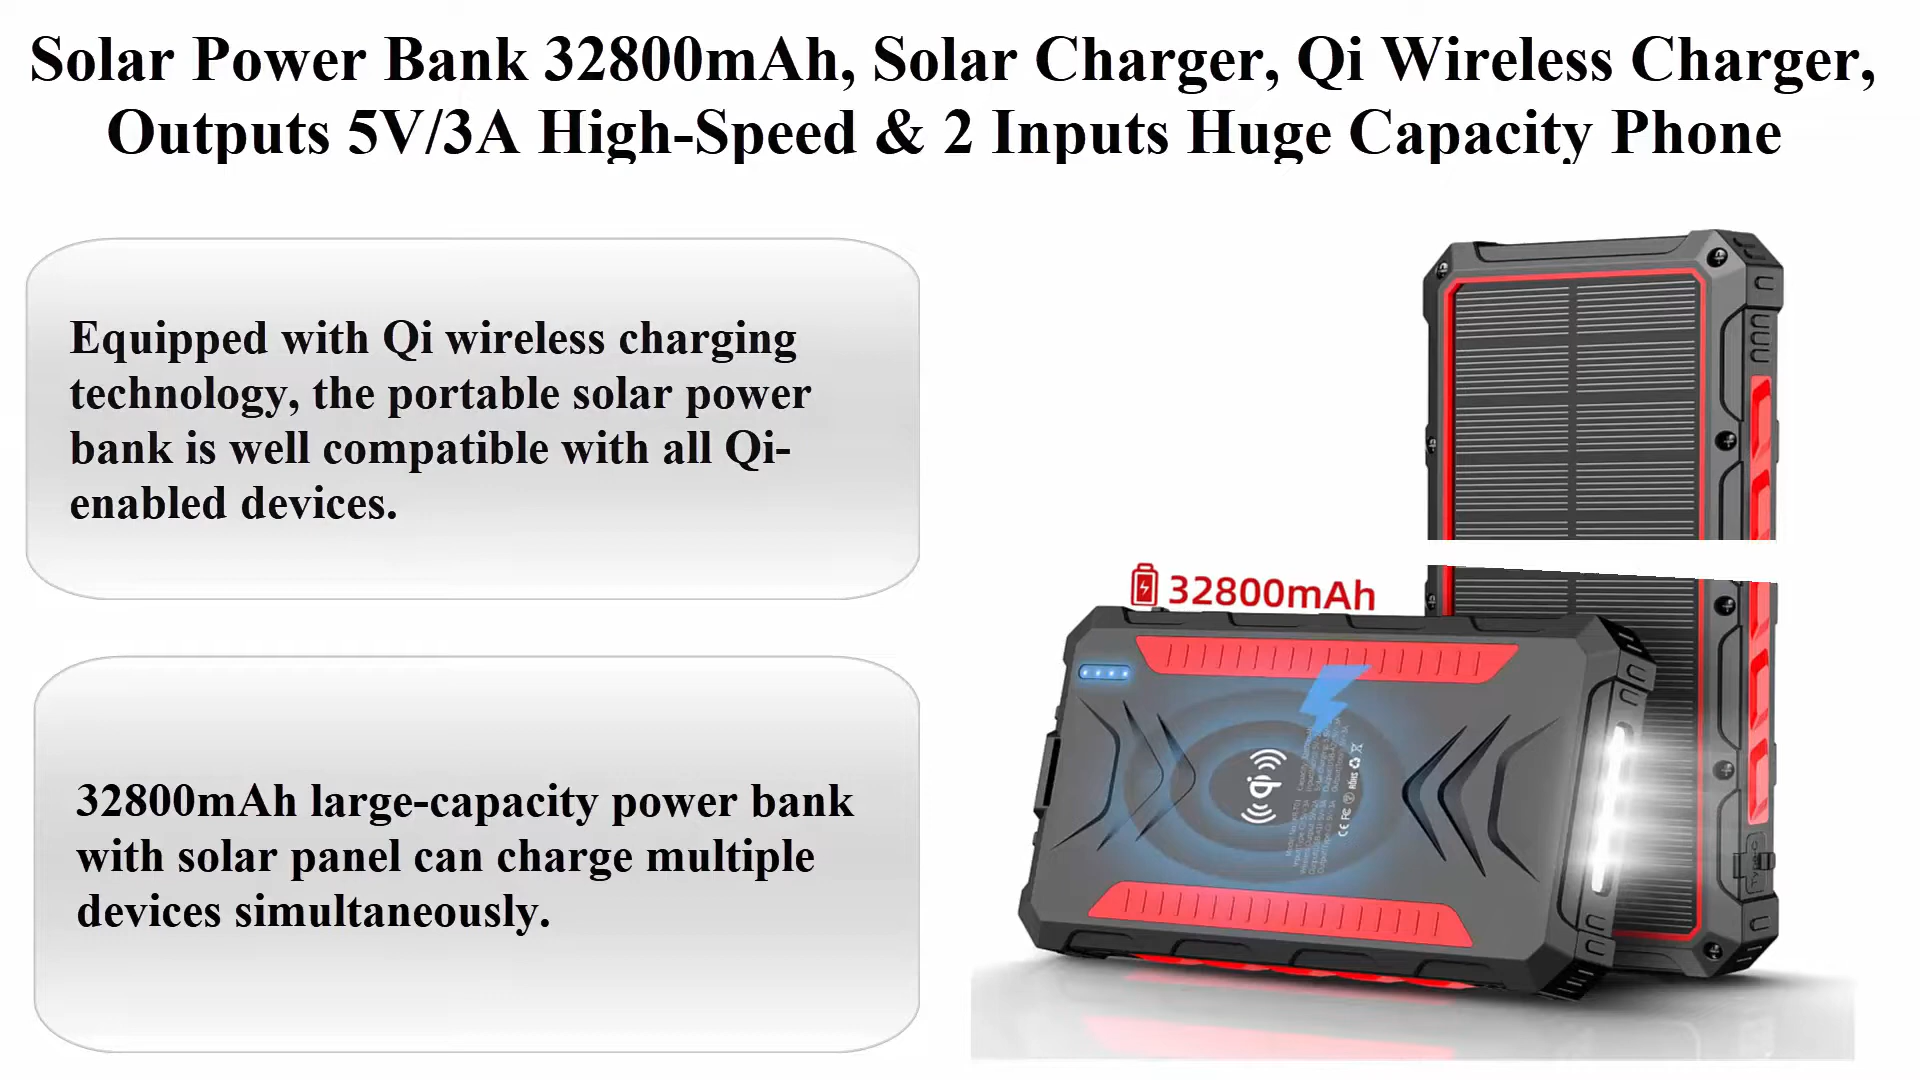 Solar Power Bank 32800mAh, Solar Charger, Qi Wireless Charger,
Outputs 5V/3A High-Speed & 2 Inputs Huge Capacity Phone
Equipped with Qi wireless charging
technology, the portable solar power
bank is well compatible with all Qi-
enabled devices.
32800mAh large-capacity power bank
with solar panel can charge multiple
devices simultaneously.
32800mAh
qi
Type-C